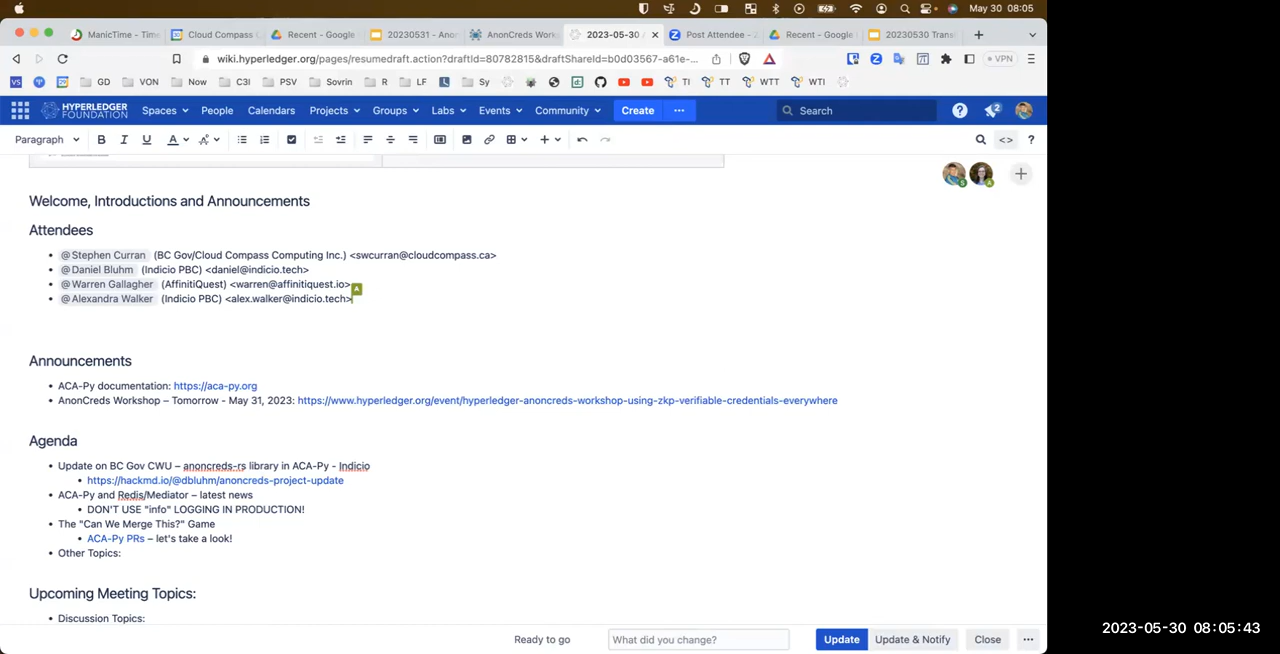 May 30 08:05
ManicTime - Time
Cloud Compass C
Recent - Google
20230531 - Anon
AnonCreds Work
2023-05-30
Post Attendee - Z
Recent - Google
20230530 Trans
wiki.hyperledger.org/pages/resumedraft.action?draftId=80782815&draftShareId=b0d03567-a61e-...
VPN
VS GD VON Now C3I PSV Sovrin R LF Sy TI TT WTT WTI
HYPERLEDGER FOUNDATION Spaces People Calendars Projects Groups Labs Events Community Create ... Search ? 2
Paragraph B I U A <> ?
Welcome, Introductions and Announcements
Attendees
• @Stephen Curran (BC Gov/Cloud Compass Computing Inc.) <swcurran@cloudcompass.ca>
• @Daniel Bluhm (Indicio PBC) <daniel@indicio.tech>
• @Warren Gallagher (AffinitiQuest) <warren@affinitiquest.io>
A
• @Alexandra Walker (Indicio PBC) <alex.walker@indicio.tech>
Announcements
• ACA-Py documentation: https://aca-py.org
• AnonCreds Workshop – Tomorrow - May 31, 2023: https://www.hyperledger.org/event/hyperledger-anoncreds-workshop-using-zkp-verifiable-credentials-everywhere
Agenda
• Update on BC Gov CWU – anoncreds-rs library in ACA-Py - Indicio
• https://hackmd.io/@dbluhm/anoncreds-project-update
• ACA-Py and Redis/Mediator – latest news
• DON'T USE "info" LOGGING IN PRODUCTION!
• The "Can We Merge This?" Game
• ACA-Py PRs – let's take a look!
• Other Topics:
Upcoming Meeting Topics:
• Discussion Topics:
Ready to go What did you change? Update Update & Notify Close ...
2023-05-30 08:05:43